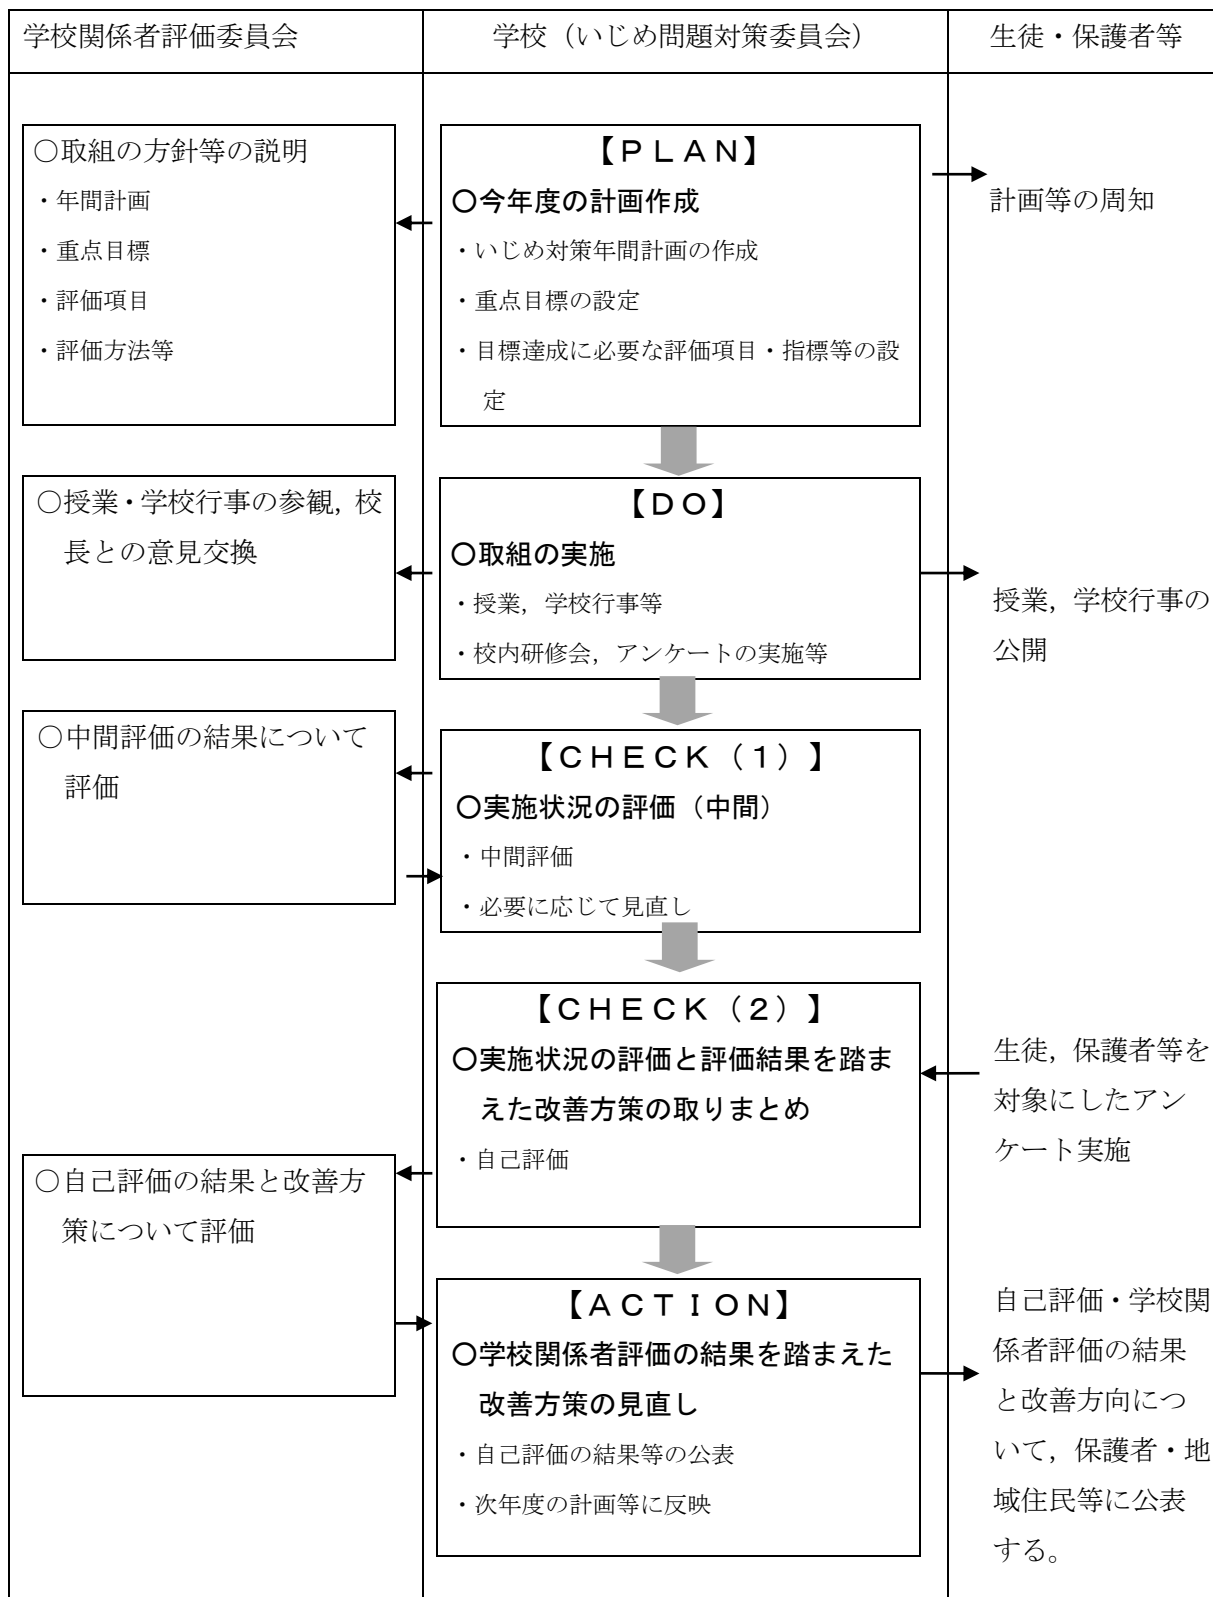 学校関係者評価委員会
学校（いじめ問題対策委員会）
生徒・保護者等
○取組の方針等の説明
・年間計画
・重点目標
・評価項目
・評価方法等
【ＰＬＡＮ】
○今年度の計画作成
・いじめ対策年間計画の作成
・重点目標の設定
・目標達成に必要な評価項目・指標等の設
定
計画等の周知
○授業・学校行事の参観，校
長との意見交換
【ＤＯ】
○取組の実施
・授業，学校行事等
・校内研修会，アンケートの実施等
授業，学校行事の
公開
○中間評価の結果について
評価
【ＣＨＥＣＫ（１）】
○実施状況の評価（中間）
・中間評価
・必要に応じて見直し
【ＣＨＥＣＫ（２）】
○実施状況の評価と評価結果を踏ま
えた改善方策の取りまとめ
・自己評価
生徒，保護者等を
対象にしたアン
ケート実施
○自己評価の結果と改善方
策について評価
【ＡＣＴＩＯＮ】
○学校関係者評価の結果を踏まえた
改善方策の見直し
・自己評価の結果等の公表
・次年度の計画等に反映
自己評価・学校関
係者評価の結果
と改善方向につ
いて，保護者・地
域住民等に公表
する。